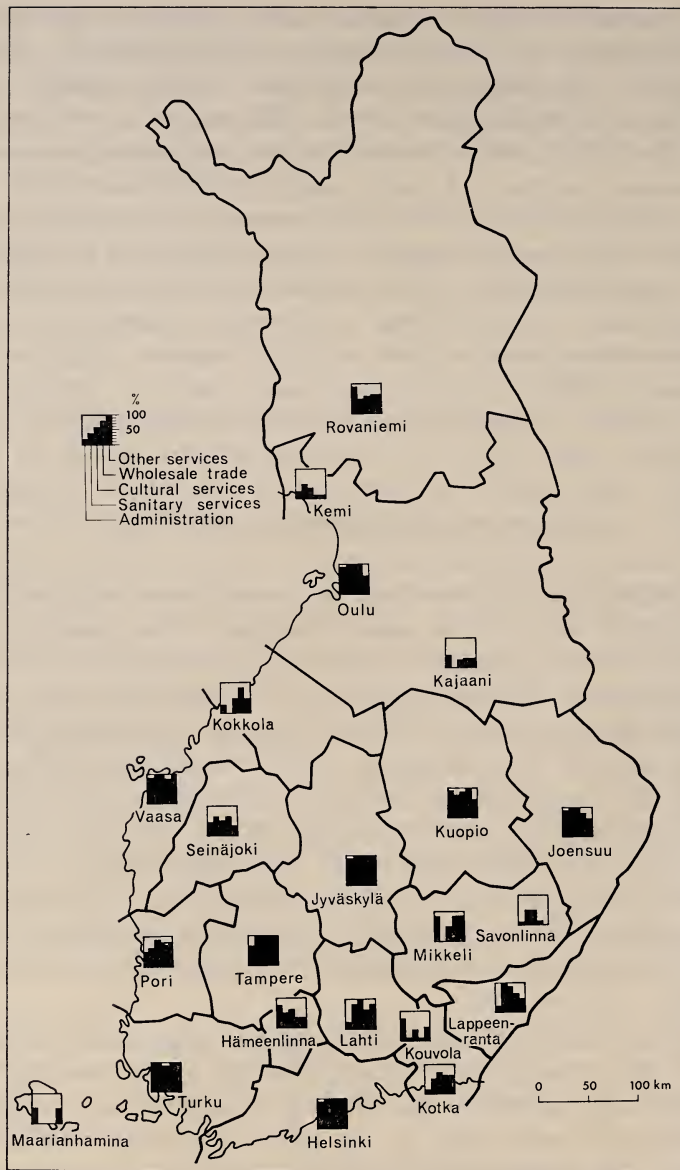 %
100
50
Other services
Wholesale trade
Cultural services
Sanitary services
Administration
Rovaniemi
Kemi
Oulu
Kajaani
Kokkola
Vaasa
Seinäjoki
Kuopio
Joensuu
Jyväskylä
Savonlinna
Mikkeli
Pori
Tampere
Hämeenlinna
Lahti
Kouvola
Lappeen-
ranta
Turku
Kotka
0 50 100 km
Maarianhamina
Helsinki